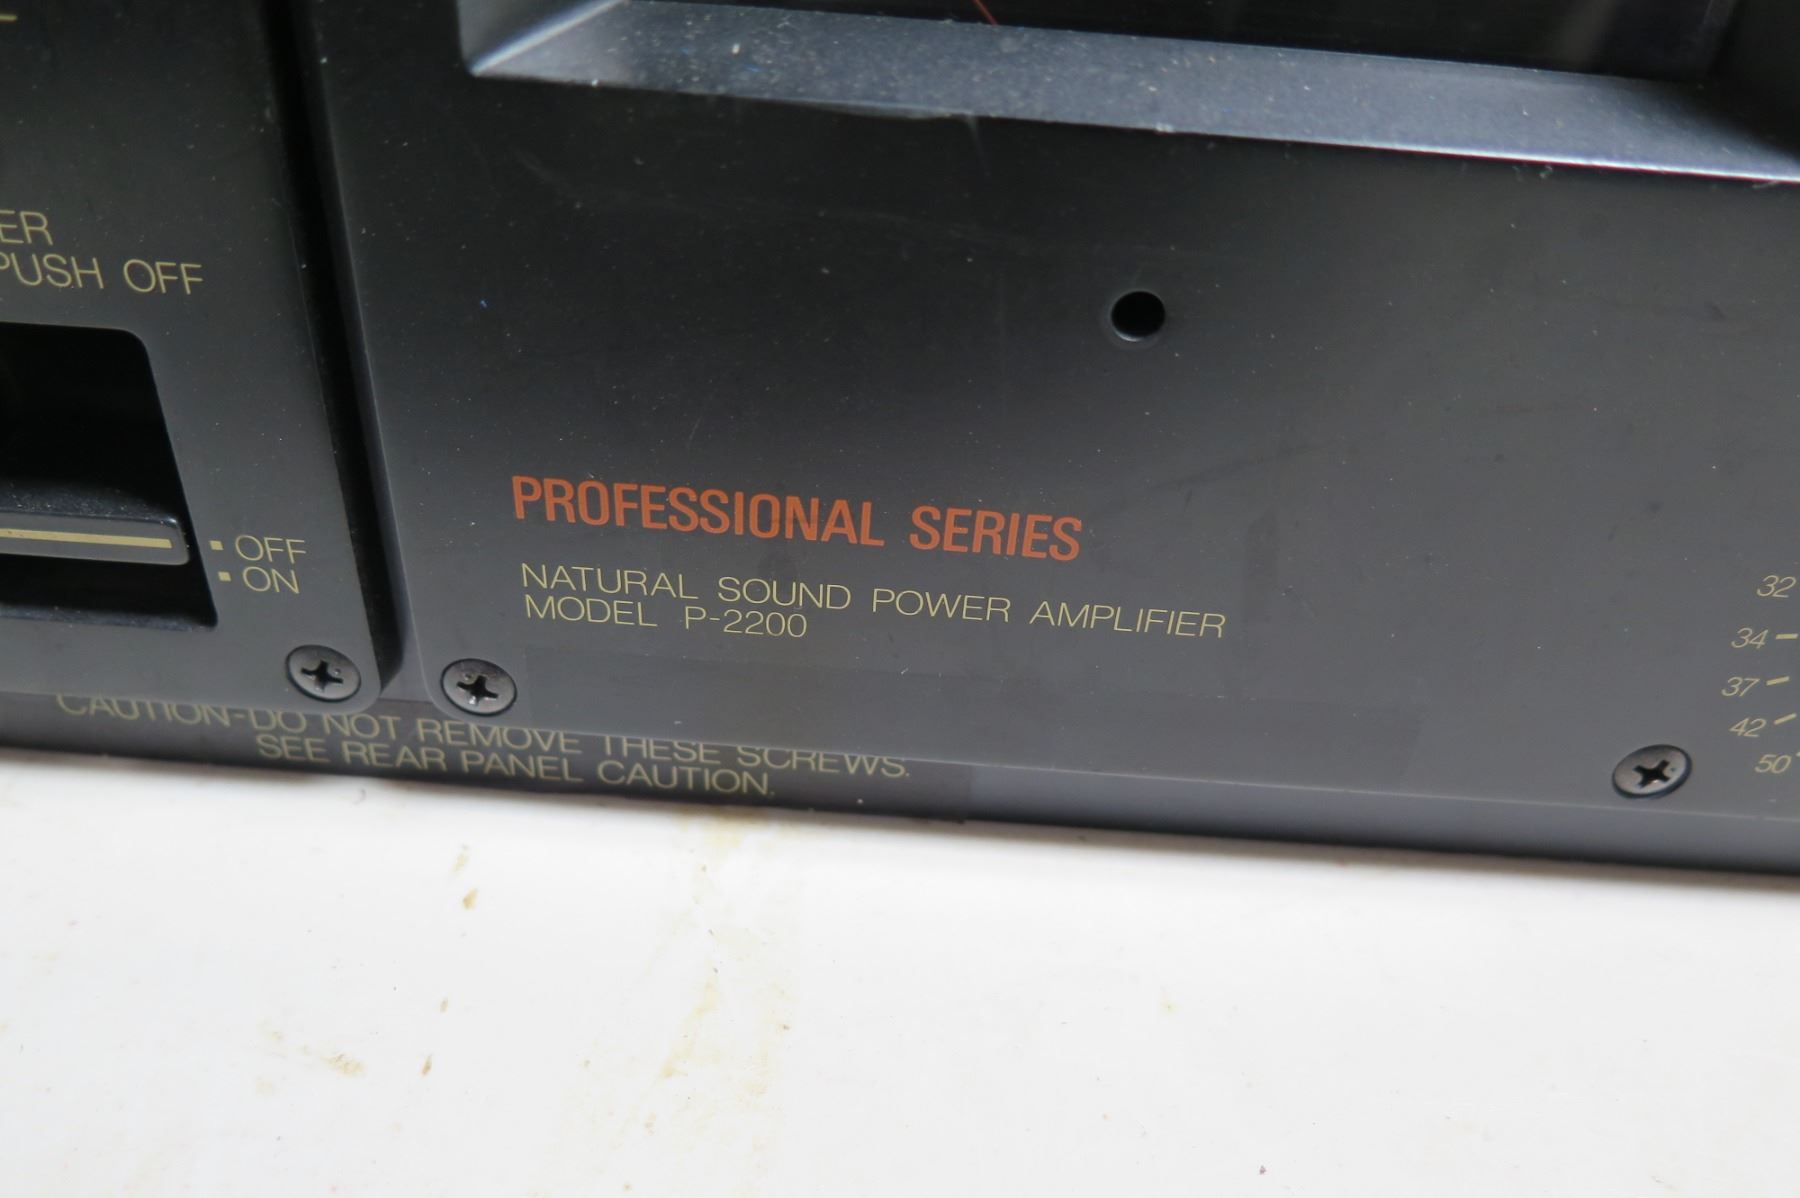 ER
PUSH OFF
OFF
ON
PROFESSIONAL SERIES
NATURAL SOUND POWER AMPLIFIER
MODEL P-2200
CAUTION-DO NOT REMOVE THESE SCREWS.
SEE REAR PANEL CAUTION.
32
34
37
42
50